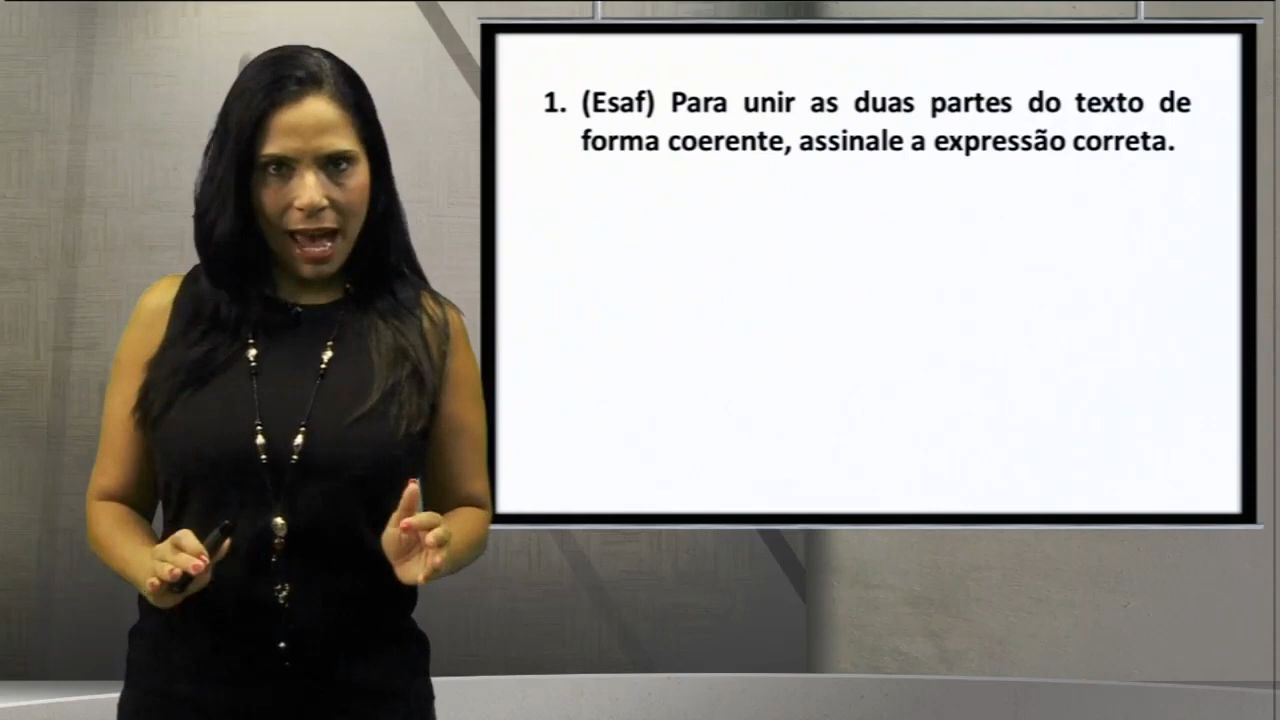 1. (Esaf) Para unir as duas partes do texto de
forma coerente, assinale a expressão correta.